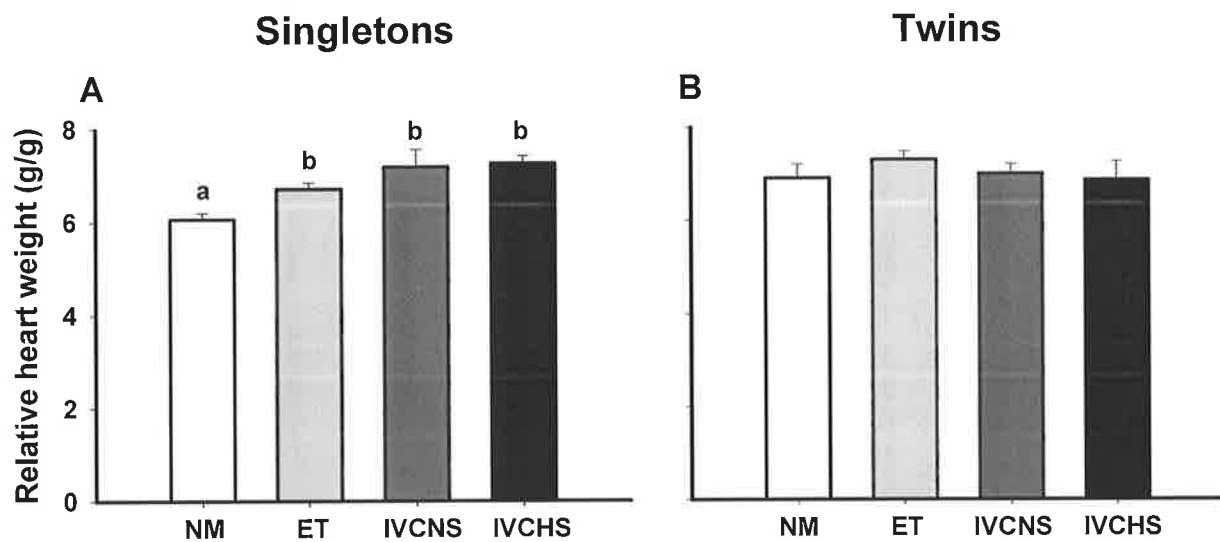 Singletons
Twins
A
B
Relative heart weight (g/g)
8
6
4
2
0
a
b
b
b
NM
ET
IVCNS
IVCHS
NM
ET
IVCNS
IVCHS